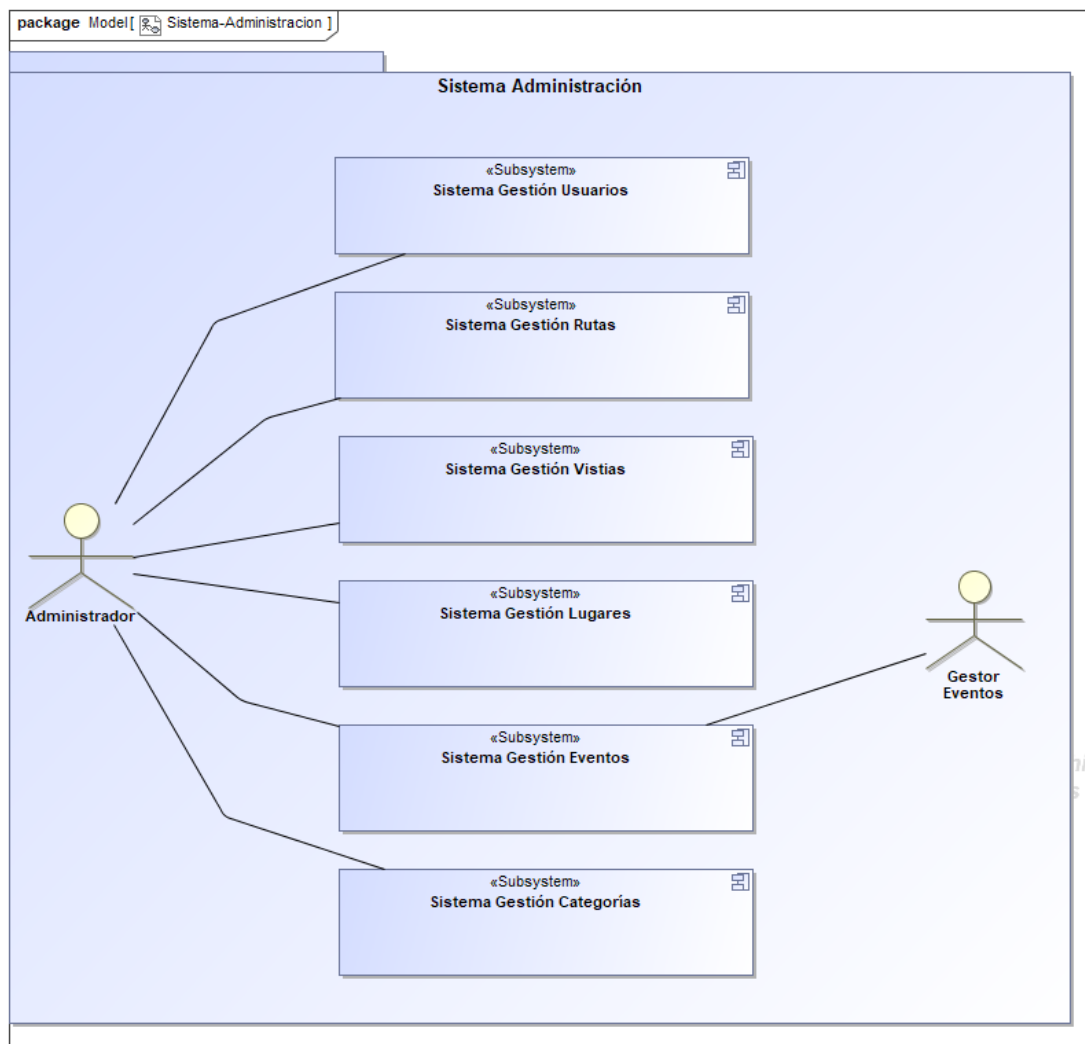 package Model[ Sistema-Administracion ]
Sistema Administración
«Subsystem»
Sistema Gestión Usuarios
«Subsystem»
Sistema Gestión Rutas
«Subsystem»
Sistema Gestión Vistias
«Subsystem»
Sistema Gestión Lugares
Administrador
Gestor
Eventos
«Subsystem»
Sistema Gestión Eventos
«Subsystem»
Sistema Gestión Categorías